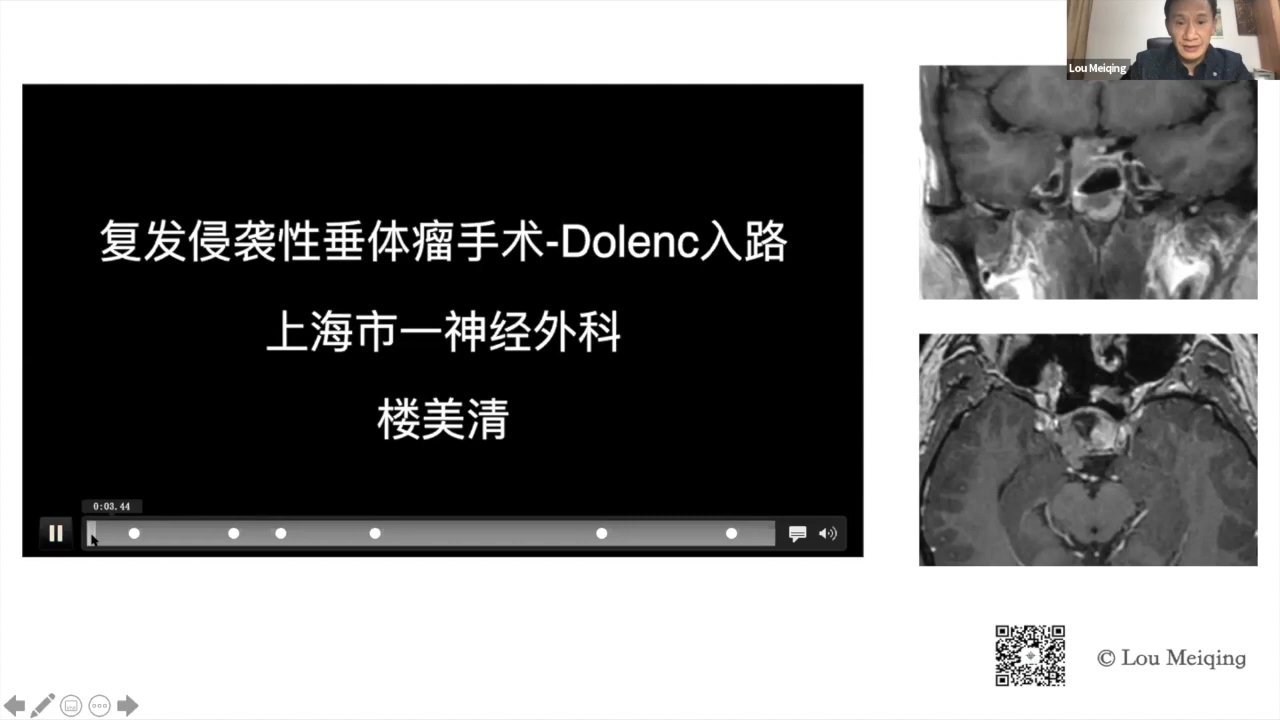 Lou Meiqing
复发侵袭性垂体瘤手术-Dolenc入路
上海市一神经外科
楼美清
0:03.44
© Lou Meiqing